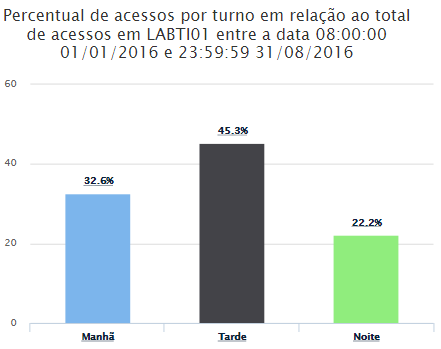 Percentual de acessos por turno em relação ao total
de acessos em LABTI01 entre a data 08:00:00
01/01/2016 e 23:59:59 31/08/2016
60
45.3%
40
32.6%
22.2%
20
0
Manhã Tarde Noite